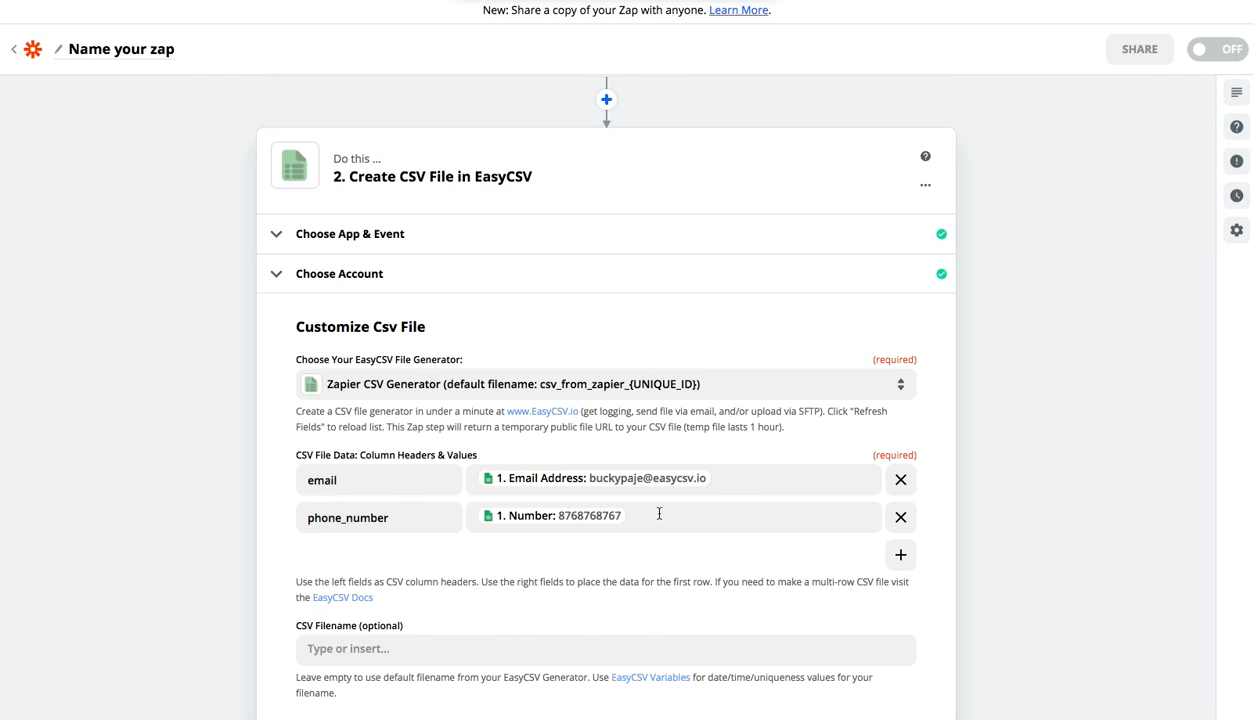 New: Share a copy of your Zap with anyone. Learn More.
Name your zap
SHARE
OFF
Do this ...
2. Create CSV File in EasyCSV
Choose App & Event
Choose Account
Customize Csv File
Choose Your EasyCSV File Generator:
(required)
Zapier CSV Generator (default filename: csv_from_zapier_{UNIQUE_ID})
Create a CSV file generator in under a minute at www.EasyCSV.io (get logging, send file via email, and/or upload via SFTP). Click "Refresh
Fields" to reload list. This Zap step will return a temporary public file URL to your CSV file (temp file lasts 1 hour).
CSV File Data: Column Headers & Values
(required)
email
1. Email Address: buckypaje@easycsv.io
phone_number
1. Number: 8768768767
Use the left fields as CSV column headers. Use the right fields to place the data for the first row. If you need to make a multi-row CSV file visit
the EasyCSV Docs
CSV Filename (optional)
Type or insert...
Leave empty to use default filename from your EasyCSV Generator. Use EasyCSV Variables for date/time/uniqueness values for your
filename.